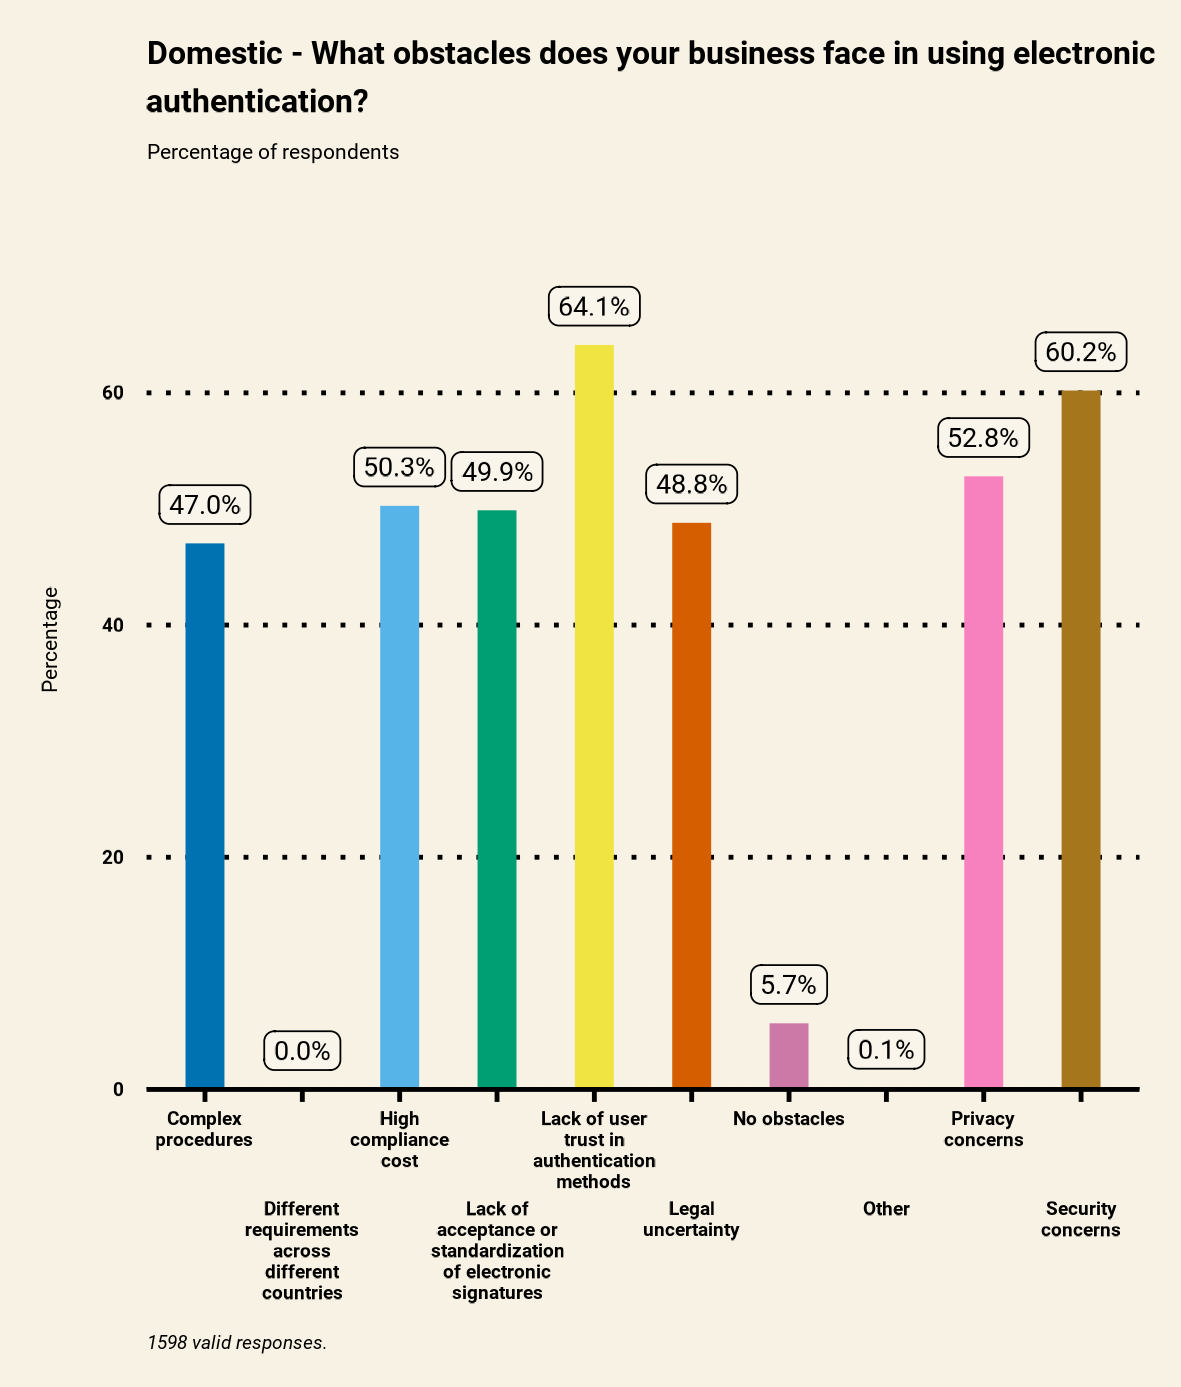 Domestic - What obstacles does your business face in using electronic
authentication?
Percentage of respondents
64.1%
60.2%
60
52.8%
50.3%
49.9%
48.8%
47.0%
Percentage
40
20
5.7%
0.0%
0.1%
0
Complex
procedures
High
compliance
cost
Lack of user
trust in
authentication
methods
No obstacles
Privacy
concerns
Different
requirements
across
different
countries
Lack of
acceptance or
standardization
of electronic
signatures
Legal
uncertainty
Other
Security
concerns
1598 valid responses.